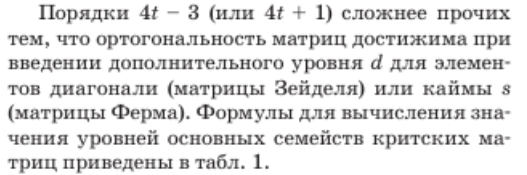 Порядки 4t − 3 (или 4t + 1) сложнее прочих
тем, что ортогональность матриц достижима при
введении дополнительного уровня d для элемен-
тов диагонали (матрицы Зейделя) или каймы s
(матрицы Ферма). Формулы для вычисления зна-
чения уровней основных семейств критских ма-
триц приведены в табл. 1.